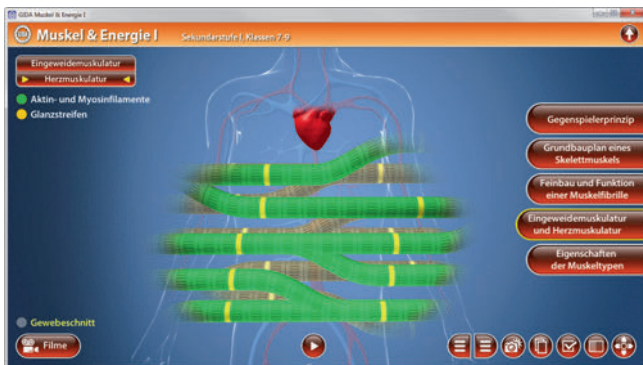 GIDA Muskel & Energie I
Muskel & Energie I
Sekundarstufe I, Klassen 7-9
Eingeweidemuskulatur
Herzmuskulatur
Aktin- und Myosinfilamente
Glanzstreifen
Gegenspielerprinzip
Grundbauplan eines
Skelettmuskels
Feinbau und Funktion
einer Muskelfibrille
Eingeweidemuskulatur
und Herzmuskulatur
Eigenschaften
der Muskeltypen
Gewebeschnitt
Filme